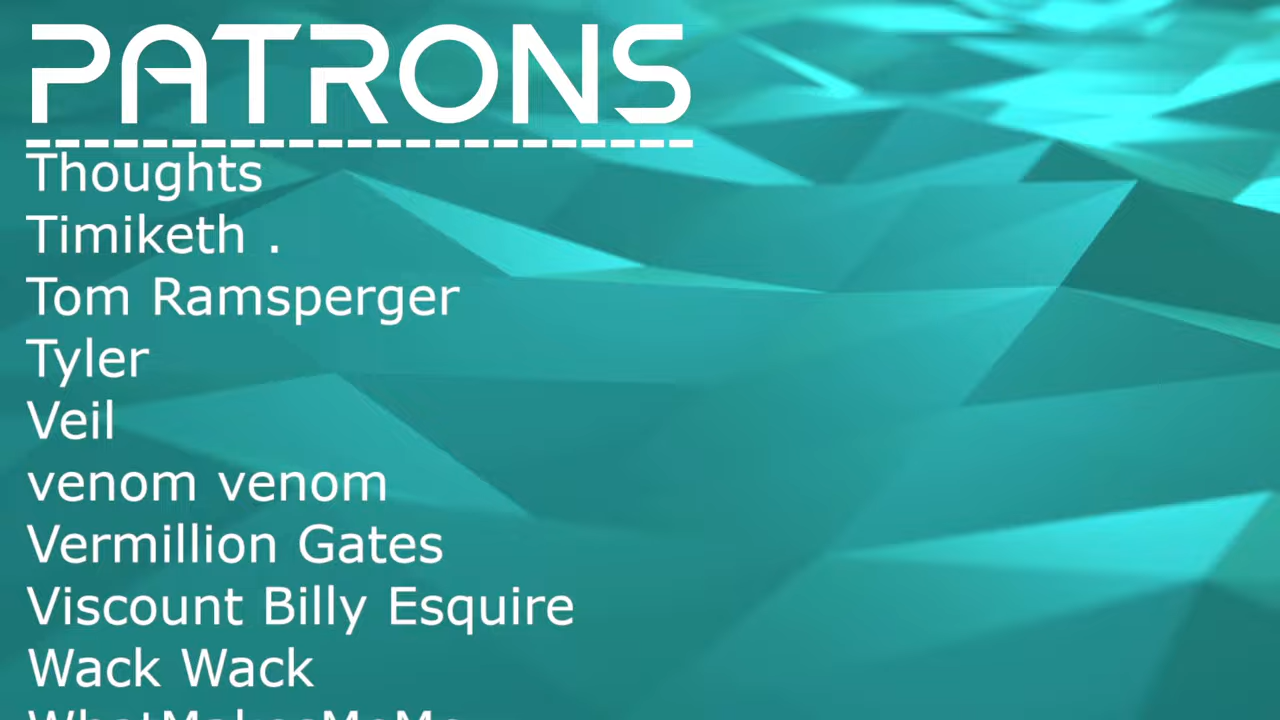 PATRONS
Thoughts
Timiketh .
Tom Ramsperger
Tyler
Veil
venom venom
Vermillion Gates
Viscount Billy Esquire
Wack Wack